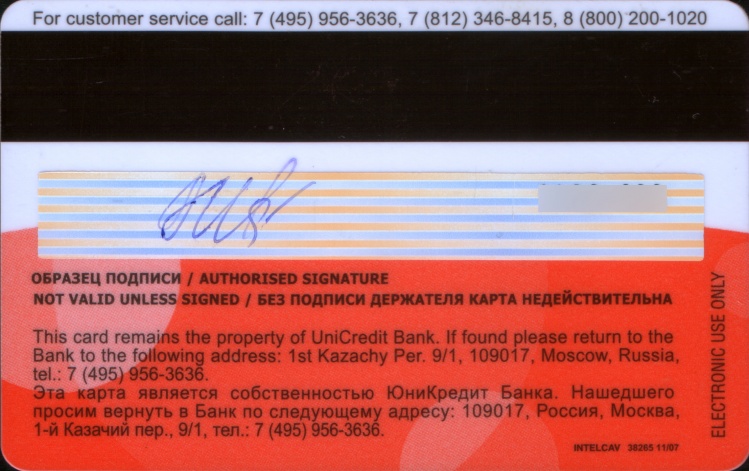 For customer service call: 7 (495) 956-3636, 7 (812) 346-8415, 8 (800) 200-1020
ОБРАЗЕЦ ПОДПИСИ / AUTHORISED SIGNATURE
NOT VALID UNLESS SIGNED / БЕЗ ПОДПИСИ ДЕРЖАТЕЛЯ КАРТА НЕДЕЙСТВИТЕЛЬНА
ELECTRONIC USE ONLY
This card remains the property of UniCredit Bank. If found please return to the
Bank to the following address: 1st Kazachy Per. 9/1, 109017, Moscow, Russia,
tel.: 7 (495) 956-3636.
Эта карта является собственностью ЮниКредит Банка. Нашедшего
просим вернуть в Банк по следующему адресу: 109017, Россия, Москва,
1-й Казачий пер., 9/1, тел.: 7 (495) 956-3636.
INTELCAV 38265 11/07